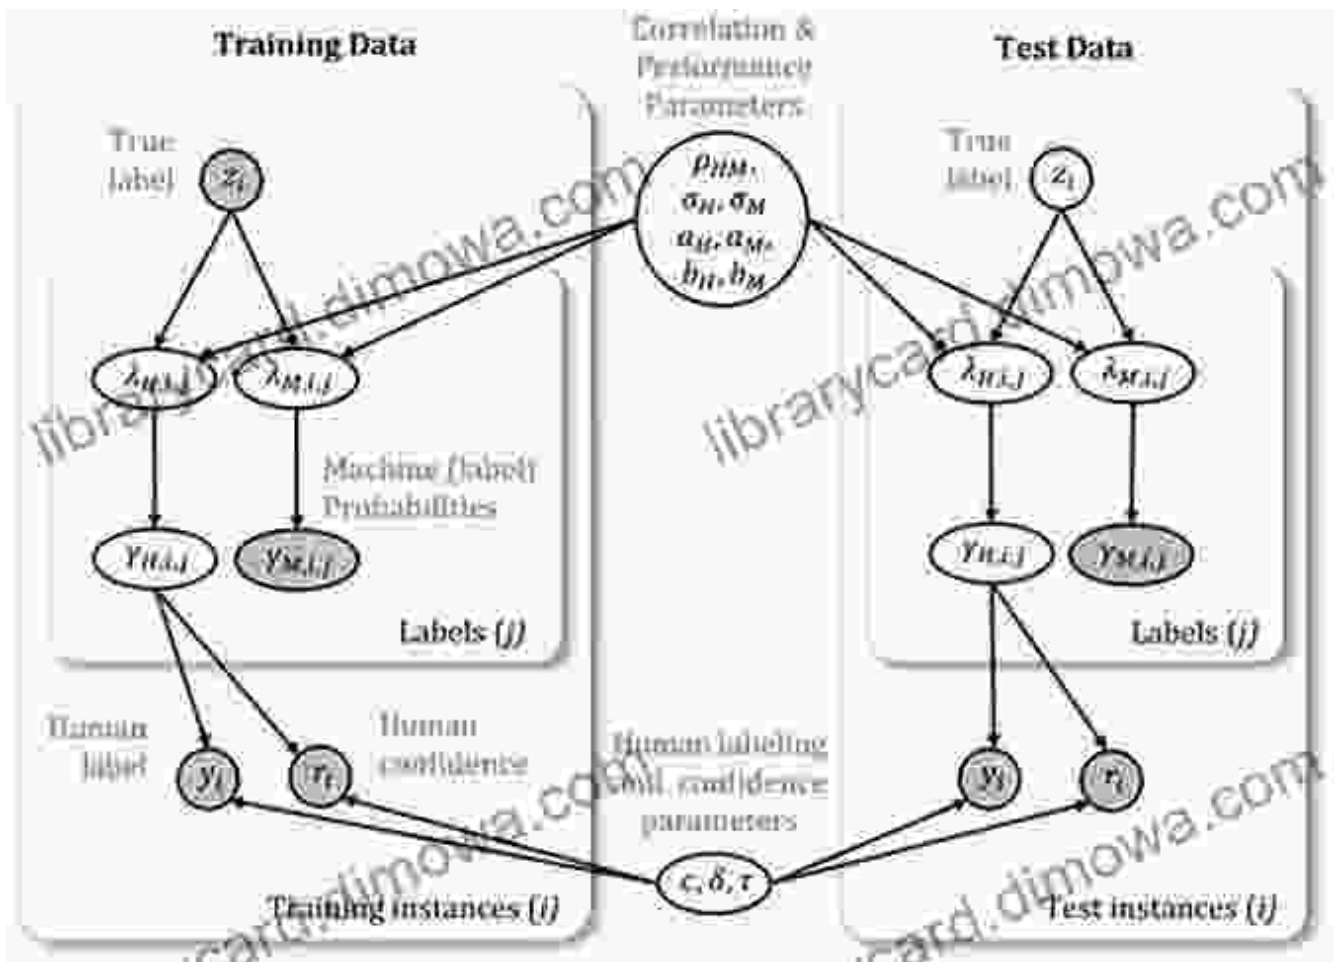 Training Data
Correlation &
Performance
Parameters
Test Data
True
label
z_i
ρ_HM,
σ_H, σ_M
a_H, a_M,
b_H, b_M
True
label
z_i
λ_H,i,j
λ_M,i,j
λ_H,i,j
λ_M,i,j
Machine (label)
Probabilities
γ_H,i,j
γ_M,i,j
γ_H,i,j
γ_M,i,j
Labels (j)
Labels (j)
Human
label
y_i
r_i
Human
confidence
Human labeling
and confidence
parameters
y_i
r_i
c, δ, τ
Training instances (i)
Test instances (i)
librarycard.dimowa.com
librarycard.dimowa.com
card.dimowa.com
ycard.dimowa.com